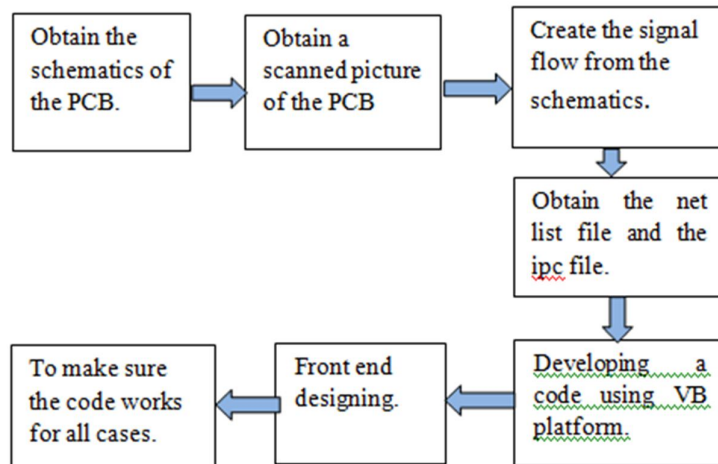 Obtain the
schematics of
the PCB.
Obtain a
scanned picture
of the PCB
Create the signal
flow from the
schematics.
Obtain the net
list file and the
ipc file.
Developing a
code using VB
platform.
Front end
designing.
To make sure
the code works
for all cases.